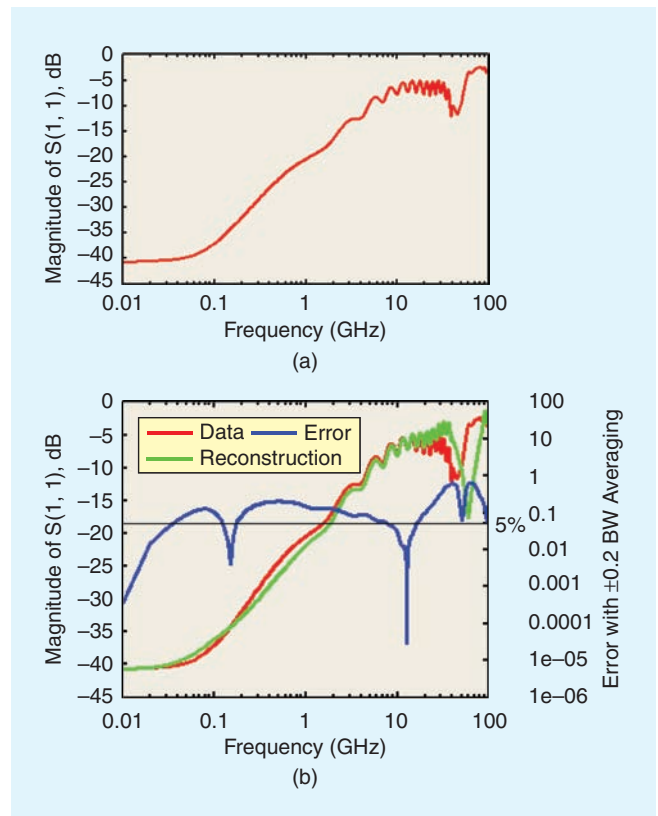 0
–5
–10
–15
–20
–25
–30
–35
–40
–45
Magnitude of S(1, 1), dB
0.01 0.1 1 10 100
Frequency (GHz)
(a)
0
–5
–10
–15
–20
–25
–30
–35
–40
–45
Magnitude of S(1, 1), dB
Data Error
Reconstruction
100
10
1
0.1
5%
0.01
0.001
0.0001
1e–05
1e–06
Error with ±0.2 BW Averaging
0.01 0.1 1 10 100
Frequency (GHz)
(b)